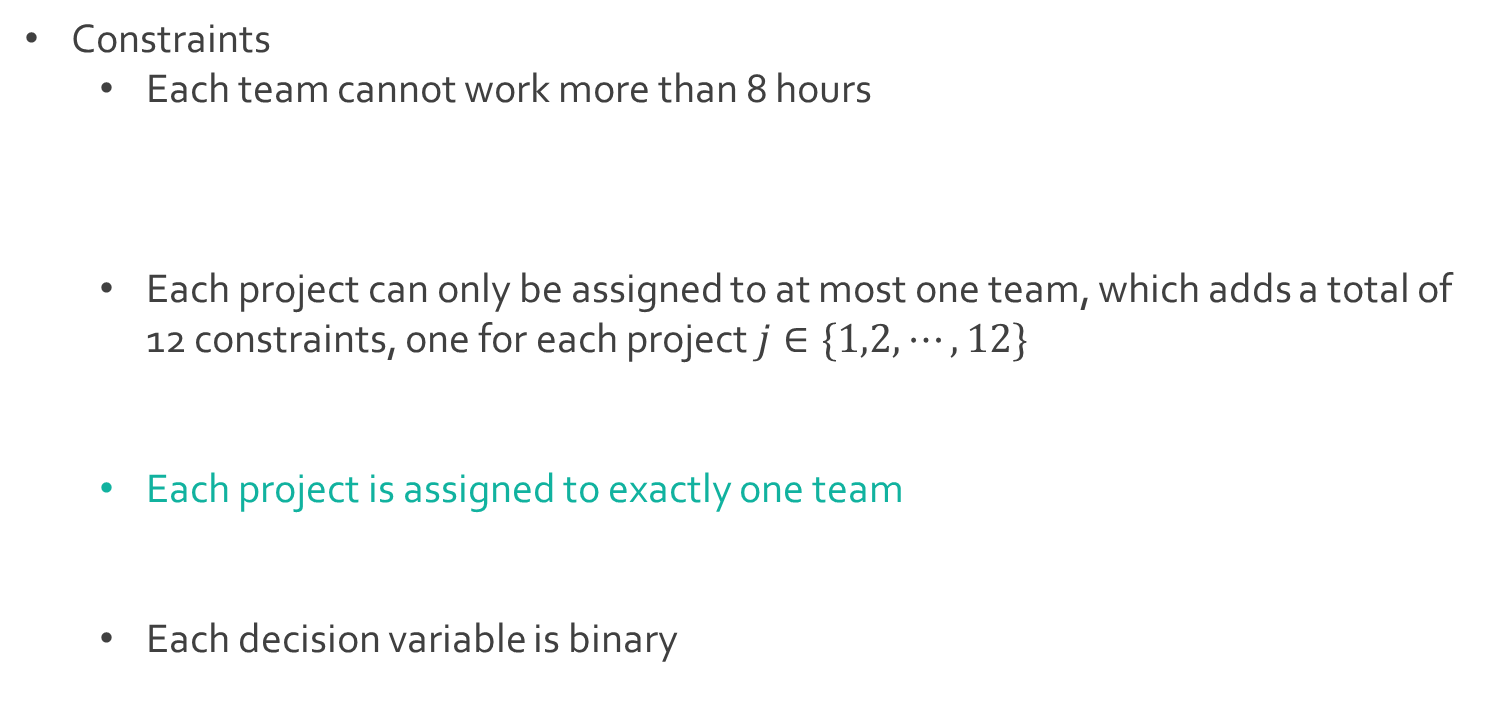 • Constraints
• Each team cannot work more than 8 hours
• Each project can only be assigned to at most one team, which adds a total of
12 constraints, one for each project j ∈ {1,2, ⋯ , 12}
• Each project is assigned to exactly one team
• Each decision variable is binary